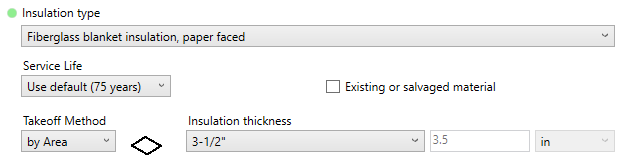 Insulation type
Fiberglass blanket insulation, paper faced
Service Life
Use default (75 years)
Existing or salvaged material
Takeoff Method
Insulation thickness
by Area
3-1/2"
3.5
in